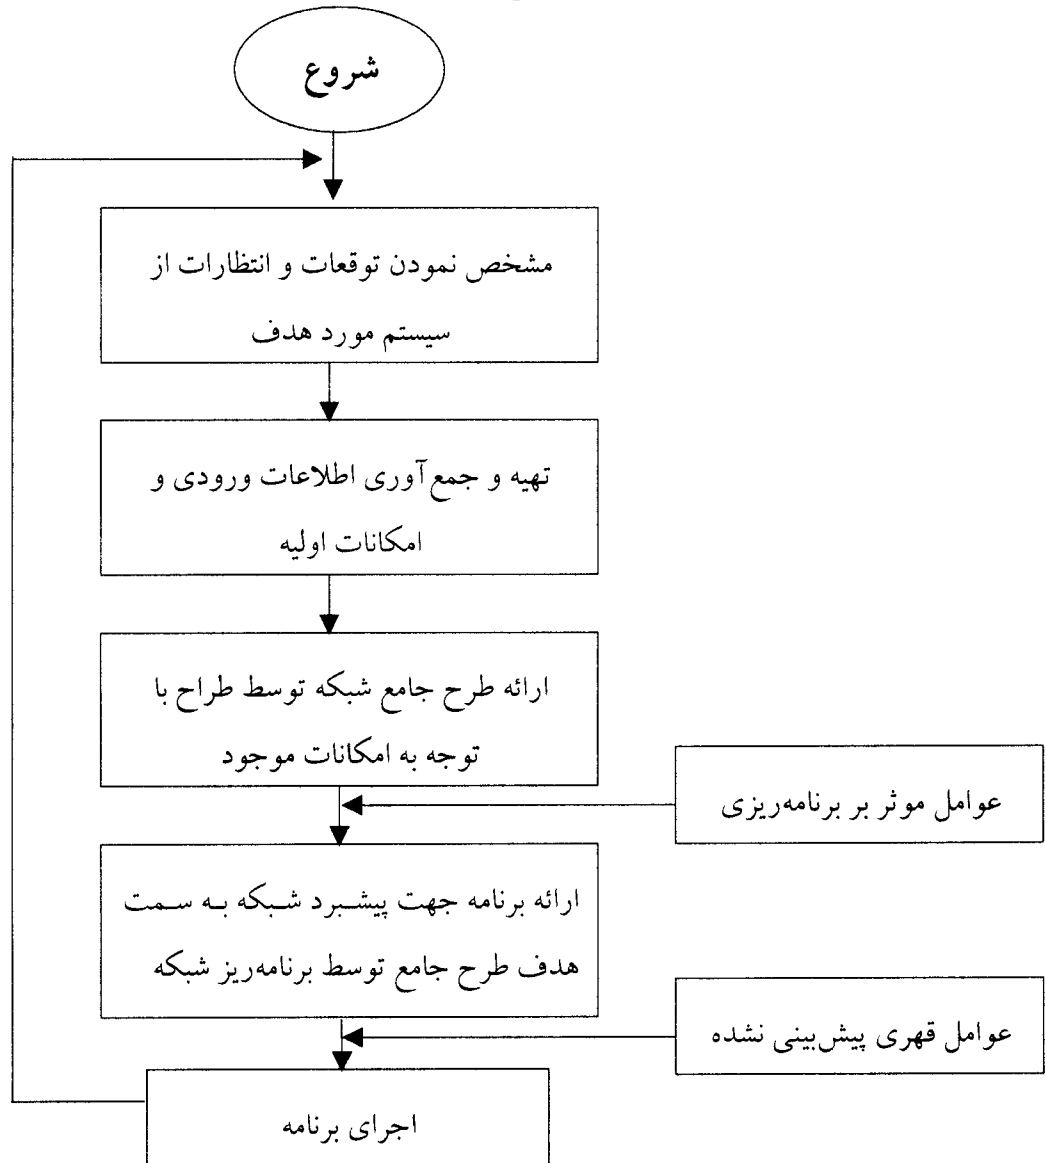 شروع
مشخص نمودن توقعات و انتظارات از
سیستم مورد هدف
تهیه و جمع‌آوری اطلاعات ورودی و
امکانات اولیه
ارائه طرح جامع شبکه توسط طراح با
توجه به امکانات موجود
عوامل موثر بر برنامه‌ریزی
ارائه برنامه جهت پیشبرد شبکه به سمت
هدف طرح جامع توسط برنامه‌ریز شبکه
عوامل قهری پیش‌بینی نشده
اجرای برنامه